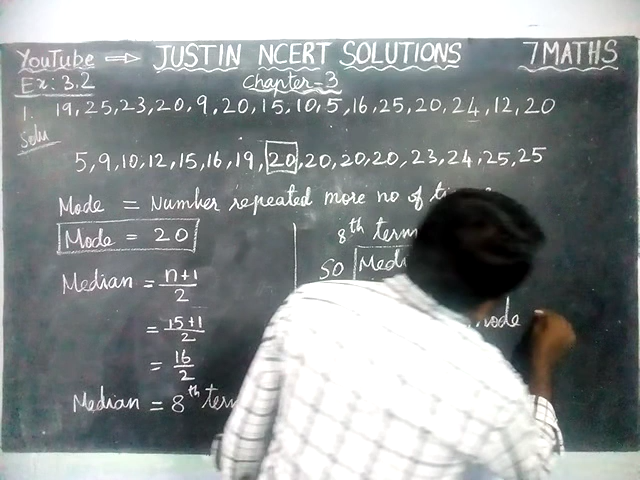 YouTube ⇒ JUSTIN NCERT SOLUTIONS 7 MATHS
Ex: 3.2 Chapter-3
1. 19, 25, 23, 20, 9, 20, 15, 10, 5, 16, 25, 20, 24, 12, 20
Solu
5, 9, 10, 12, 15, 16, 19, 20, 20, 20, 20, 23, 24, 25, 25
Mode = Number repeated more no of
Mode = 20
8th term
So
Median = n+1/2
= 15+1/2
mode
= 16/2
Median = 8th